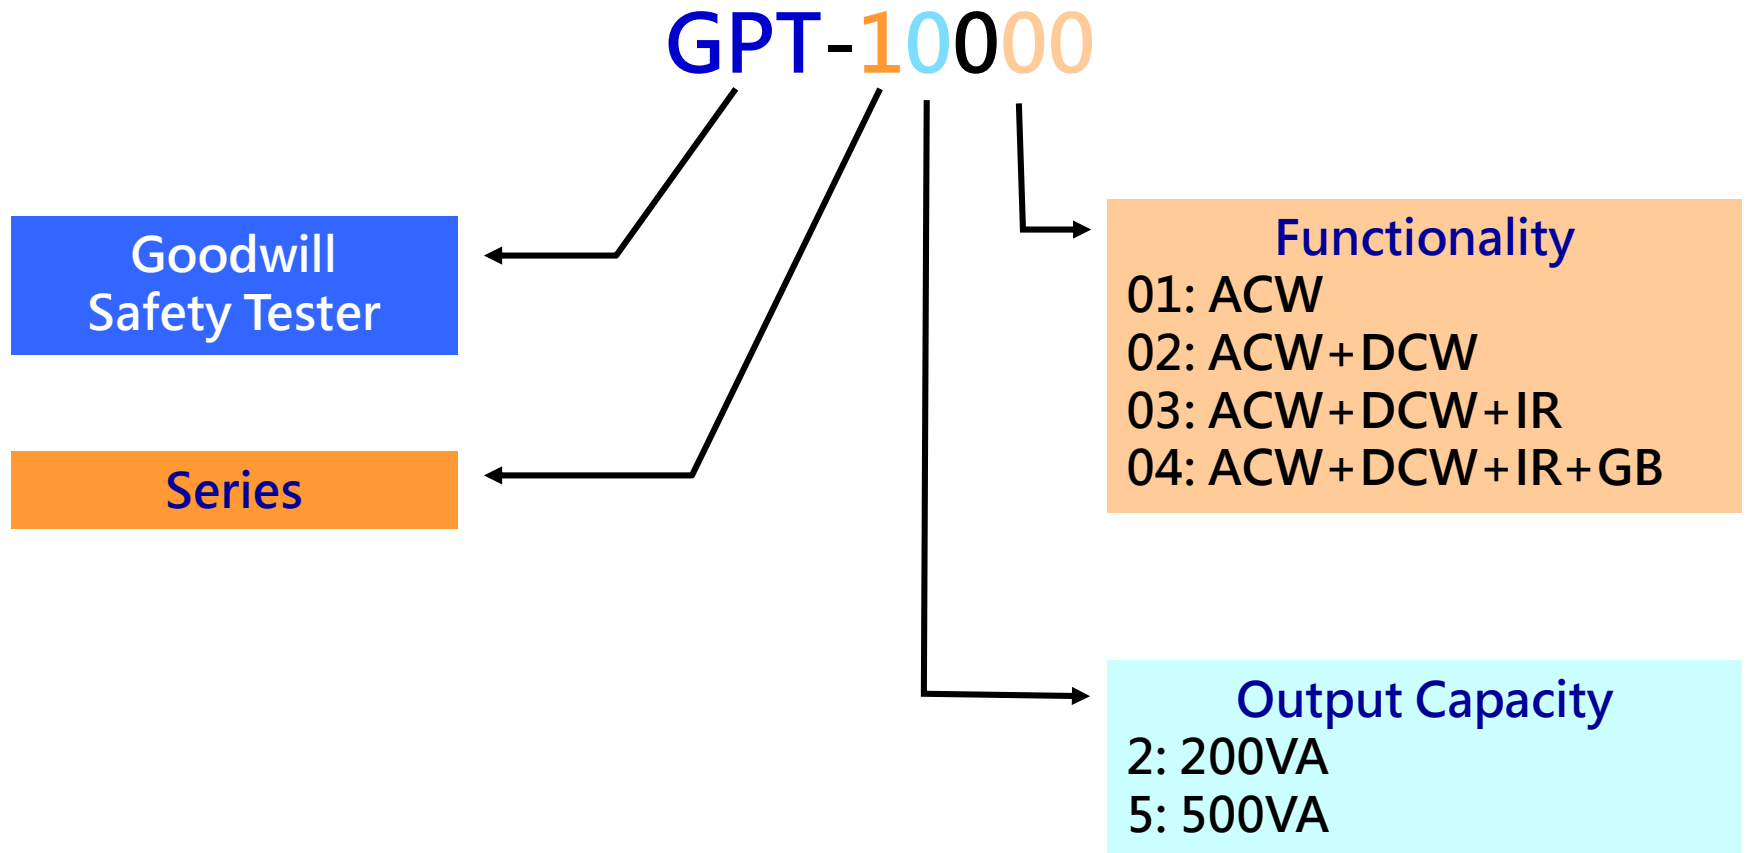 GPT-10000
Goodwill
Safety Tester
Series
Functionality
01: ACW
02: ACW+DCW
03: ACW+DCW+IR
04: ACW+DCW+IR+GB
Output Capacity
2: 200VA
5: 500VA